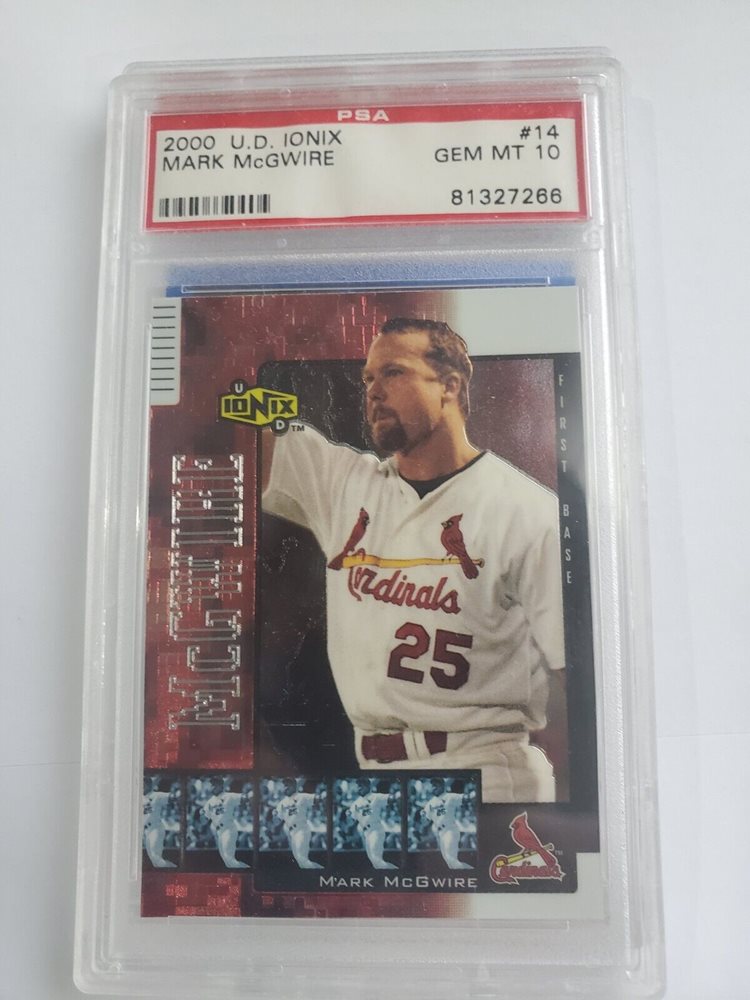 PSA
2000 U.D. IONIX #14
MARK McGWIRE GEM MT 10
81327266
U
IONIX
D TM
McGWIRE
FIRST BASE
Cardinals
25
MARK McGWIRE
Cardinals